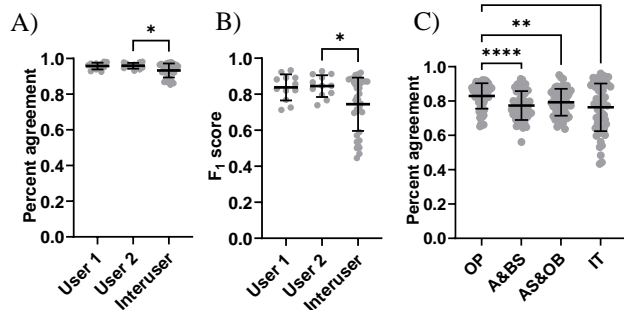 A)
*
Percent agreement
1.0
0.8
0.6
0.4
0.2
0.0
User 1
User 2
Interuser
B)
*
F1 score
1.0
0.8
0.6
0.4
0.2
0.0
User 1
User 2
Interuser
C)
**
****
Percent agreement
1.0
0.8
0.6
0.4
0.2
0.0
OP
A&BS
AS&OB
IT